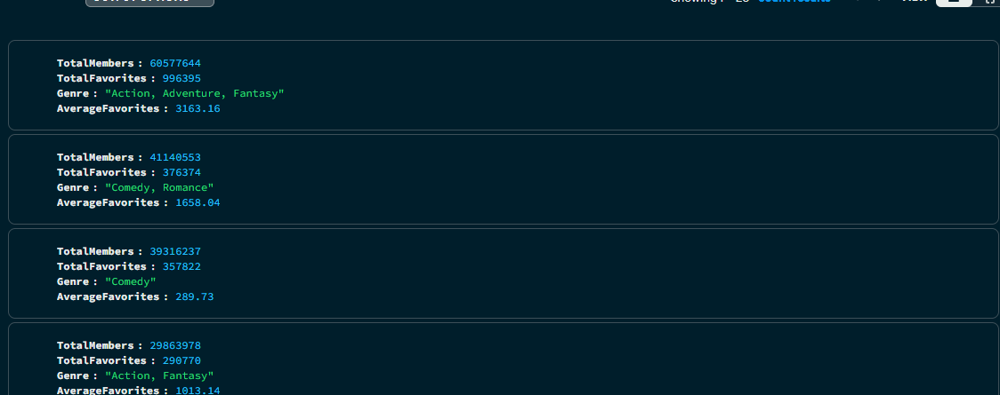 TotalMembers : 60577644
TotalFavorites : 996395
Genre : "Action, Adventure, Fantasy"
AverageFavorites : 3163.16
TotalMembers : 41140553
TotalFavorites : 376374
Genre : "Comedy, Romance"
AverageFavorites : 1658.04
TotalMembers : 39316237
TotalFavorites : 357822
Genre : "Comedy"
AverageFavorites : 289.73
TotalMembers : 29863978
TotalFavorites : 290770
Genre : "Action, Fantasy"
AverageFavorites : 1013.14